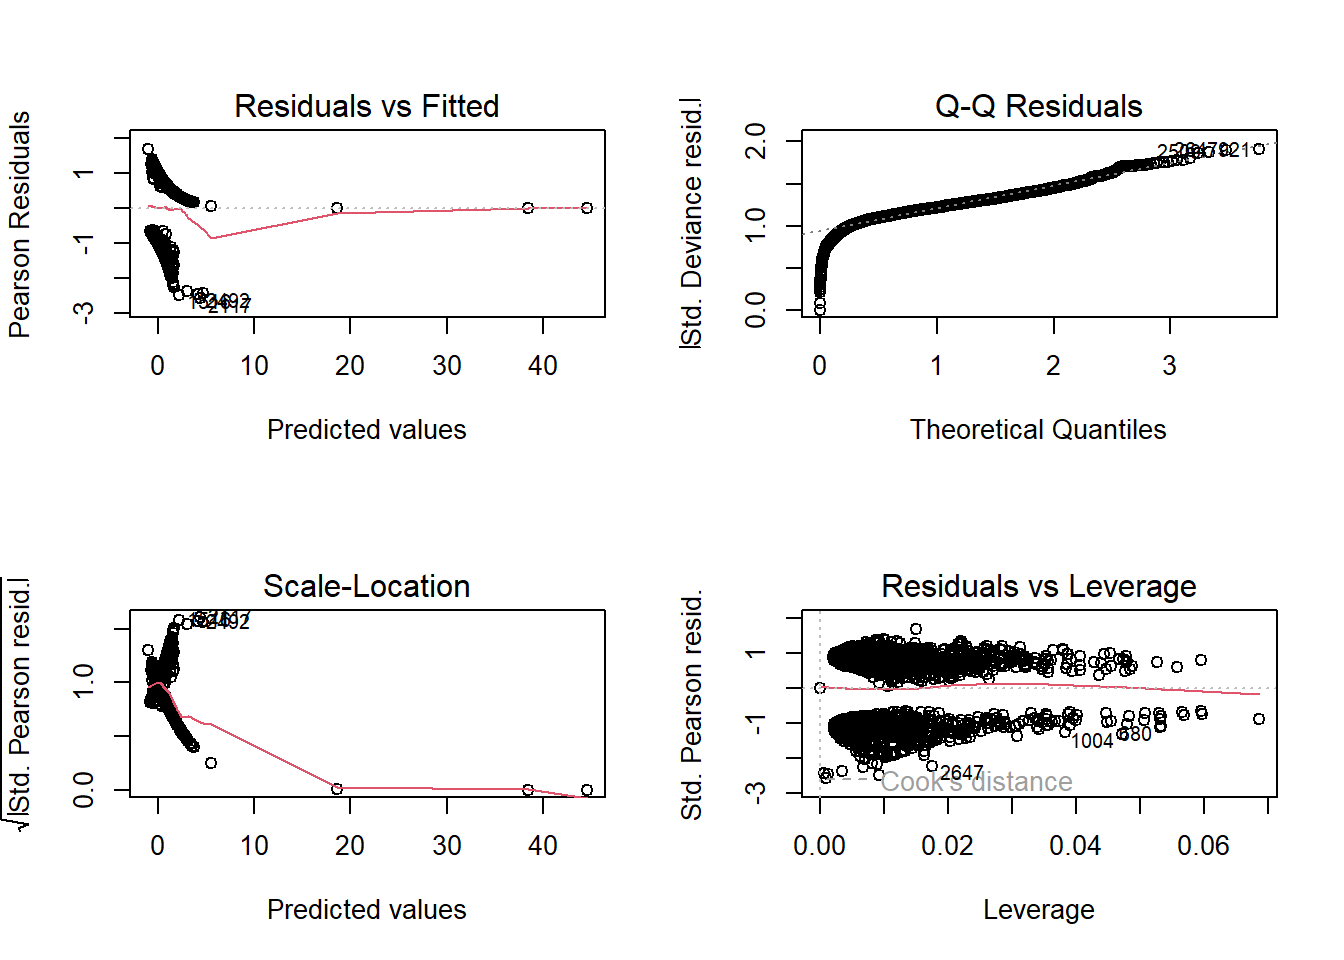 Residuals vs Fitted
Pearson Residuals
1
-1
-3
0
10
20
30
40
Predicted values
Q-Q Residuals
|Std. Deviance resid.|
2.0
1.0
0.0
0
1
2
3
Theoretical Quantiles
Scale-Location
√|Std. Pearson resid.|
1.0
0.0
0
10
20
30
40
Predicted values
Residuals vs Leverage
Std. Pearson resid.
1
-1
-3
1004
680
2647
Cook's distance
0.00
0.02
0.04
0.06
Leverage